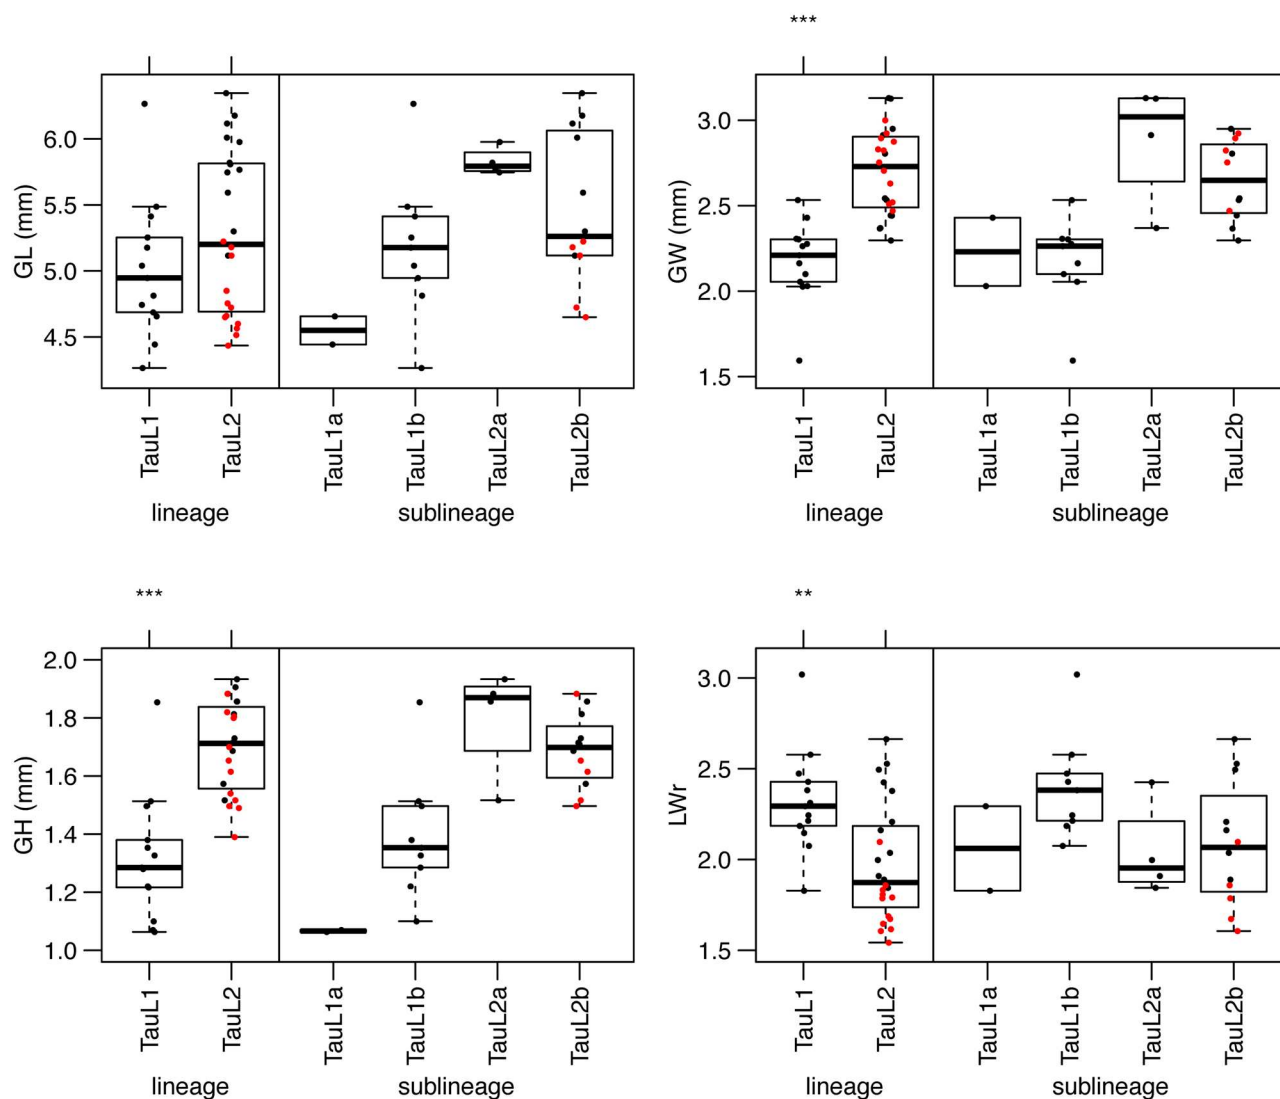 ***
GL (mm)
6.0
5.5
5.0
4.5
TauL1
TauL2
TauL1a
TauL1b
TauL2a
TauL2b
lineage
sublineage
GW (mm)
3.0
2.5
2.0
1.5
TauL1
TauL2
TauL1a
TauL1b
TauL2a
TauL2b
lineage
sublineage
***
GH (mm)
2.0
1.8
1.6
1.4
1.2
1.0
TauL1
TauL2
TauL1a
TauL1b
TauL2a
TauL2b
lineage
sublineage
**
LWr
3.0
2.5
2.0
1.5
TauL1
TauL2
TauL1a
TauL1b
TauL2a
TauL2b
lineage
sublineage